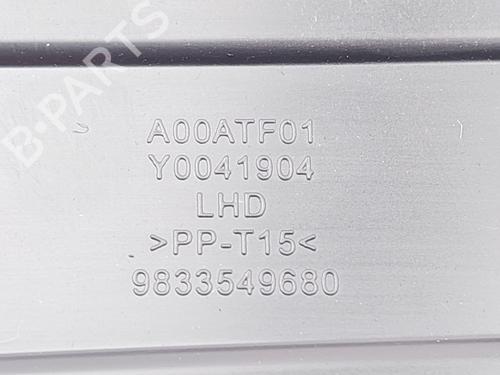 B-PARTS
A00ATF01
Y0041904
LHD
>PP-T15<
9833549680